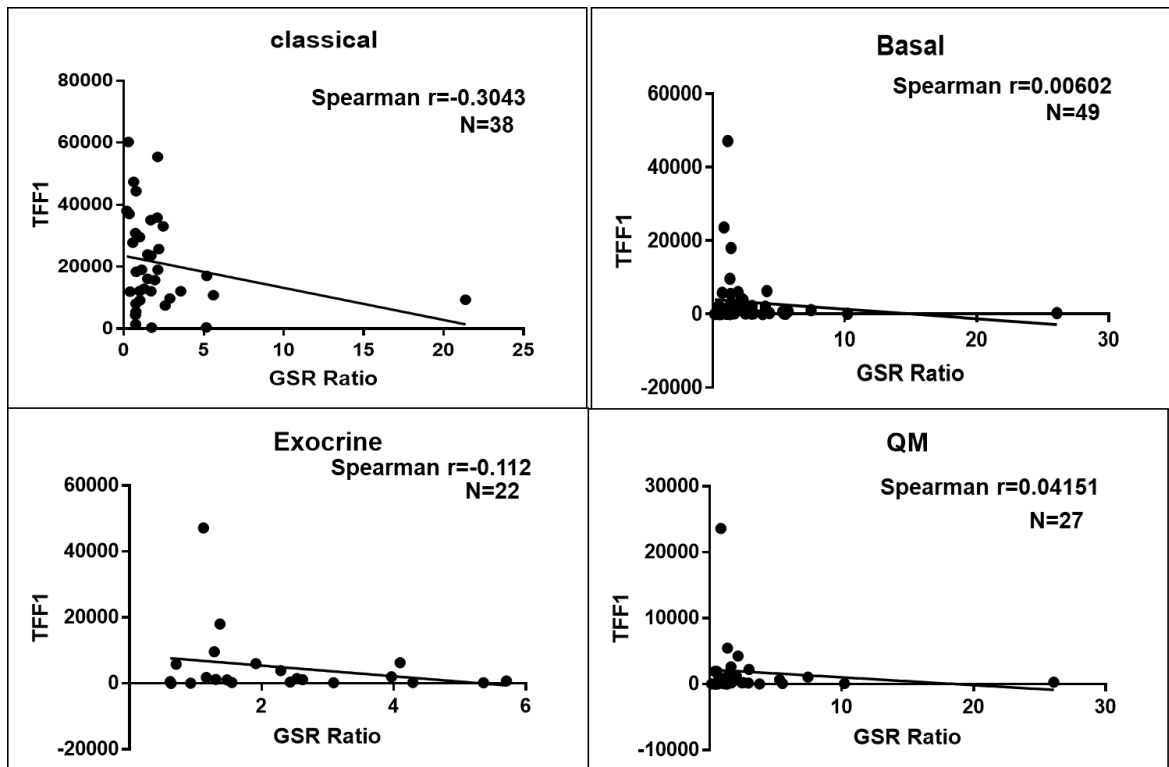 classical
Spearman r=-0.3043
N=38
80000
60000
40000
20000
0
TFF1
0 5 10 15 20 25
GSR Ratio
Basal
Spearman r=0.00602
N=49
60000
40000
20000
0
-20000
TFF1
10 20 30
GSR Ratio
Exocrine
Spearman r=-0.112
N=22
60000
40000
20000
0
-20000
TFF1
2 4 6
GSR Ratio
QM
Spearman r=0.04151
N=27
30000
20000
10000
0
-10000
TFF1
10 20 30
GSR Ratio